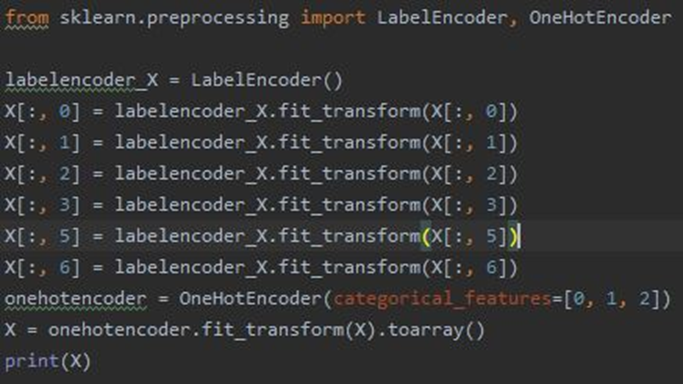 from sklearn.preprocessing import LabelEncoder, OneHotEncoder
labelencoder_X = LabelEncoder()
X[:, 0] = labelencoder_X.fit_transform(X[:, 0])
X[:, 1] = labelencoder_X.fit_transform(X[:, 1])
X[:, 2] = labelencoder_X.fit_transform(X[:, 2])
X[:, 3] = labelencoder_X.fit_transform(X[:, 3])
X[:, 5] = labelencoder_X.fit_transform(X[:, 5])
X[:, 6] = labelencoder_X.fit_transform(X[:, 6])
onehotencoder = OneHotEncoder(categorical_features=[0, 1, 2])
X = onehotencoder.fit_transform(X).toarray()
print(X)